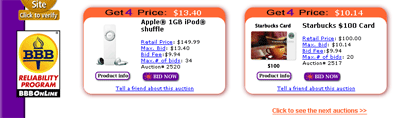 Site
Click to verify
BBB
RELIABILITY
PROGRAM
BBBOnLine
Get 4 Price: $13.40
Apple® 1GB iPod®
shuffle
Retail Price: $149.99
Max. Bid: $13.40
Bid Fee:$9.94
Max. # of bids: 34
Auction# 2520
Product Info
BID NOW
Tell a friend about this auction
Get 4 Price: $10.14
Starbucks Card
$100
Starbucks $100 Card
Retail Price: $100.00
Max. Bid: $10.14
Bid Fee:$9.94
Max. # of bids: 20
Auction# 2517
Product Info
BID NOW
Tell a friend about this auction
Click to see the next auctions >>